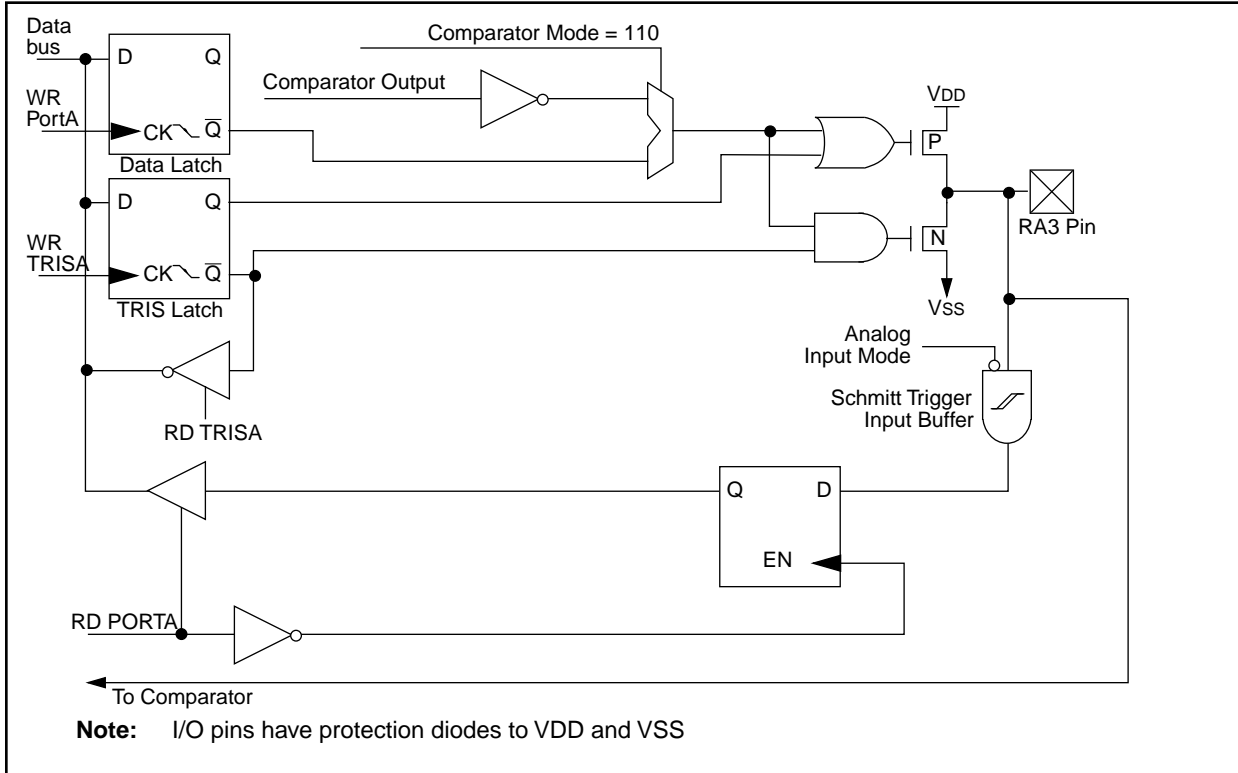 Data
bus
Comparator Mode = 110
D Q
Comparator Output
VDD
WR
PortA
CK Q
P
Data Latch
D Q
RA3 Pin
N
WR
TRISA
CK Q
TRIS Latch
VSS
Analog
Input Mode
Schmitt Trigger
Input Buffer
RD TRISA
Q D
EN
RD PORTA
To Comparator
Note: I/O pins have protection diodes to VDD and VSS